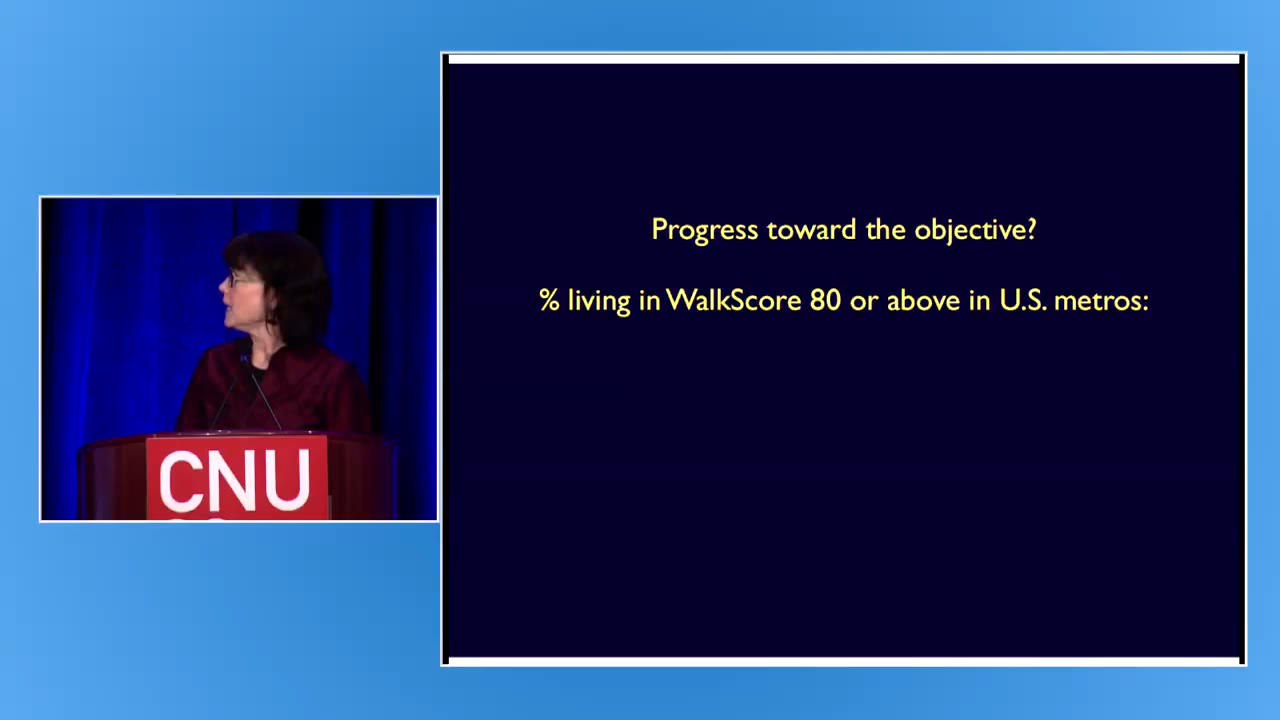 Progress toward the objective?
% living in WalkScore 80 or above in U.S. metros:
CNU